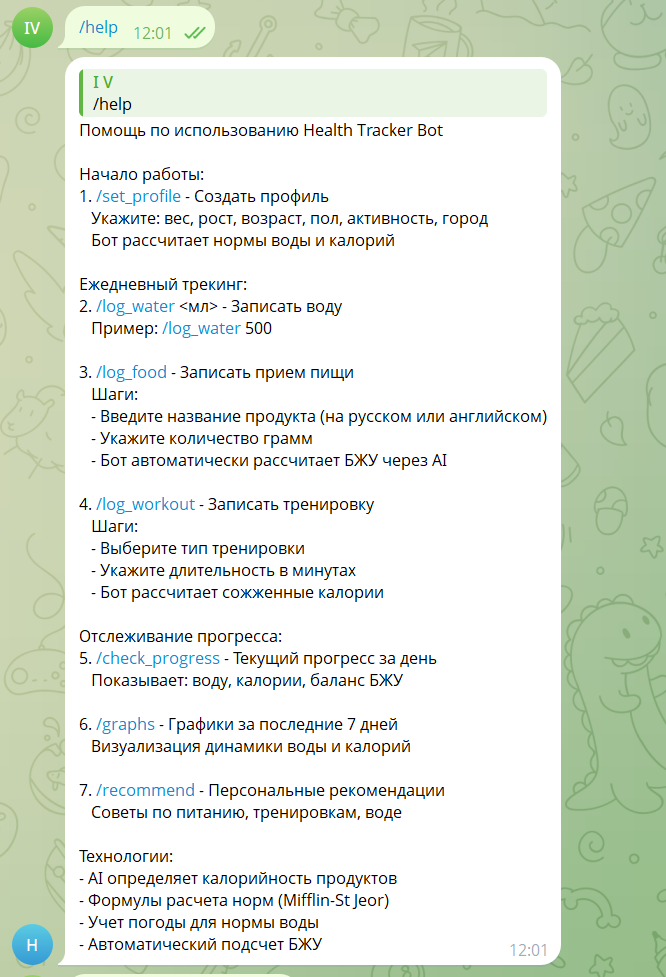 IV
/help 12:01
I V
/help
Помощь по использованию Health Tracker Bot
Начало работы:
1. /set_profile - Создать профиль
Укажите: вес, рост, возраст, пол, активность, город
Бот рассчитает нормы воды и калорий
Ежедневный трекинг:
2. /log_water <мл> - Записать воду
Пример: /log_water 500
3. /log_food - Записать прием пищи
Шаги:
- Введите название продукта (на русском или английском)
- Укажите количество грамм
- Бот автоматически рассчитает БЖУ через AI
4. /log_workout - Записать тренировку
Шаги:
- Выберите тип тренировки
- Укажите длительность в минутах
- Бот рассчитает сожженные калории
Отслеживание прогресса:
5. /check_progress - Текущий прогресс за день
Показывает: воду, калории, баланс БЖУ
6. /graphs - Графики за последние 7 дней
Визуализация динамики воды и калорий
7. /recommend - Персональные рекомендации
Советы по питанию, тренировкам, воде
Технологии:
- AI определяет калорийность продуктов
- Формулы расчета норм (Mifflin-St Jeor)
- Учет погоды для нормы воды
- Автоматический подсчет БЖУ
H
12:01